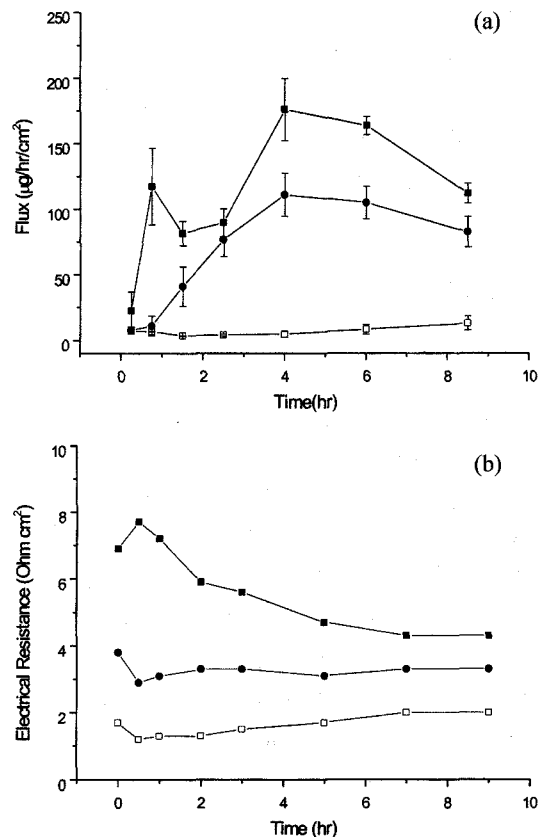 (a)
250
200
150
100
50
0
Flux (µg/hr/cm²)
0 2 4 6 8 10
Time(hr)
(b)
10
8
6
4
2
0
Electrical Resistance (Ohm cm²)
0 2 4 6 8 10
Time (hr)